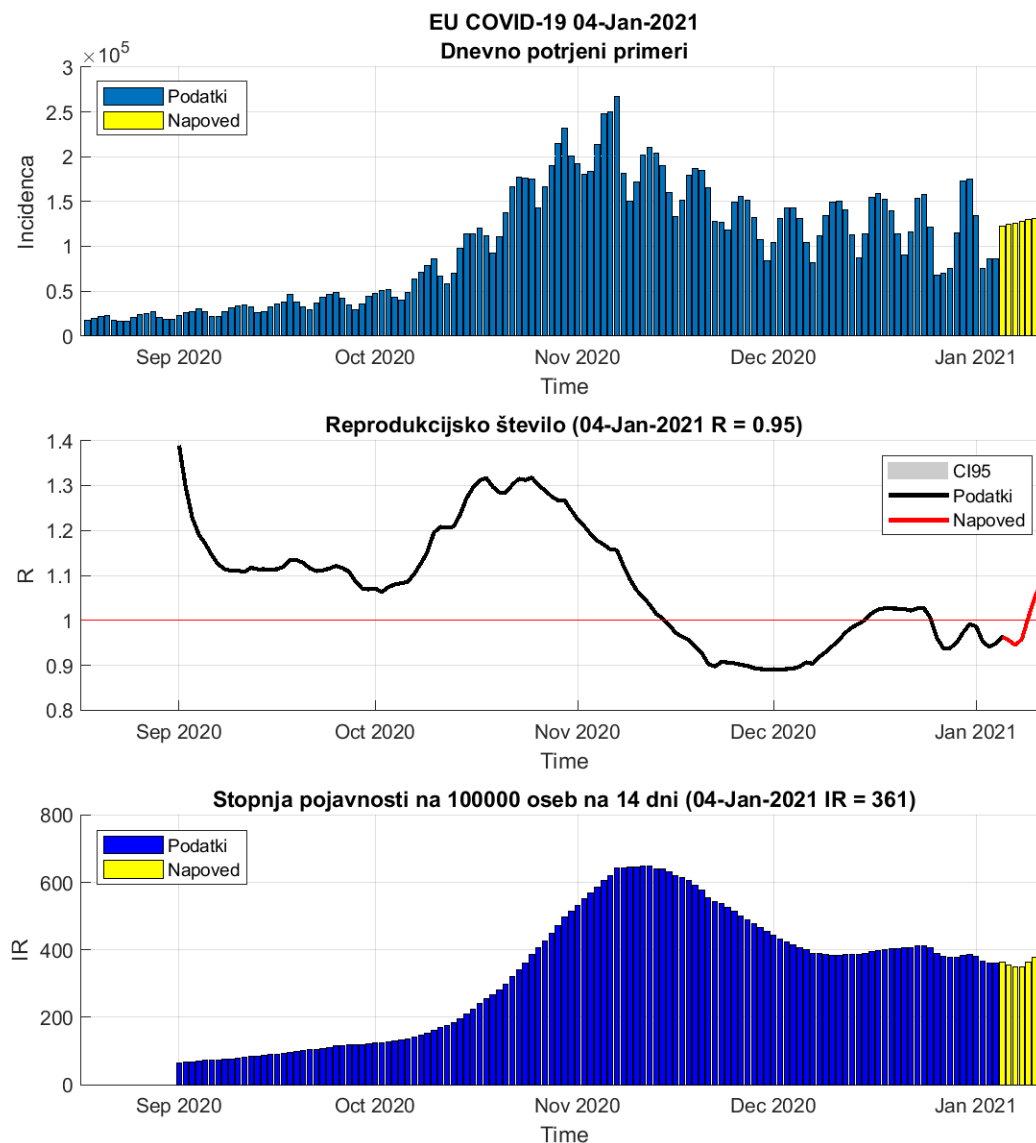 EU COVID-19 04-Jan-2021
Dnevno potrjeni primeri
×10⁵
3
2.5
2
1.5
1
0.5
0
Incidenca
Podatki
Napoved
Sep 2020 Oct 2020 Nov 2020 Dec 2020 Jan 2021
Time
Reprodukcijsko število (04-Jan-2021 R = 0.95)
1.4
1.3
1.2
1.1
1
0.9
0.8
R
CI95
Podatki
Napoved
Sep 2020 Oct 2020 Nov 2020 Dec 2020 Jan 2021
Time
Stopnja pojavnosti na 100000 oseb na 14 dni (04-Jan-2021 IR = 361)
800
600
400
200
0
IR
Podatki
Napoved
Sep 2020 Oct 2020 Nov 2020 Dec 2020 Jan 2021
Time